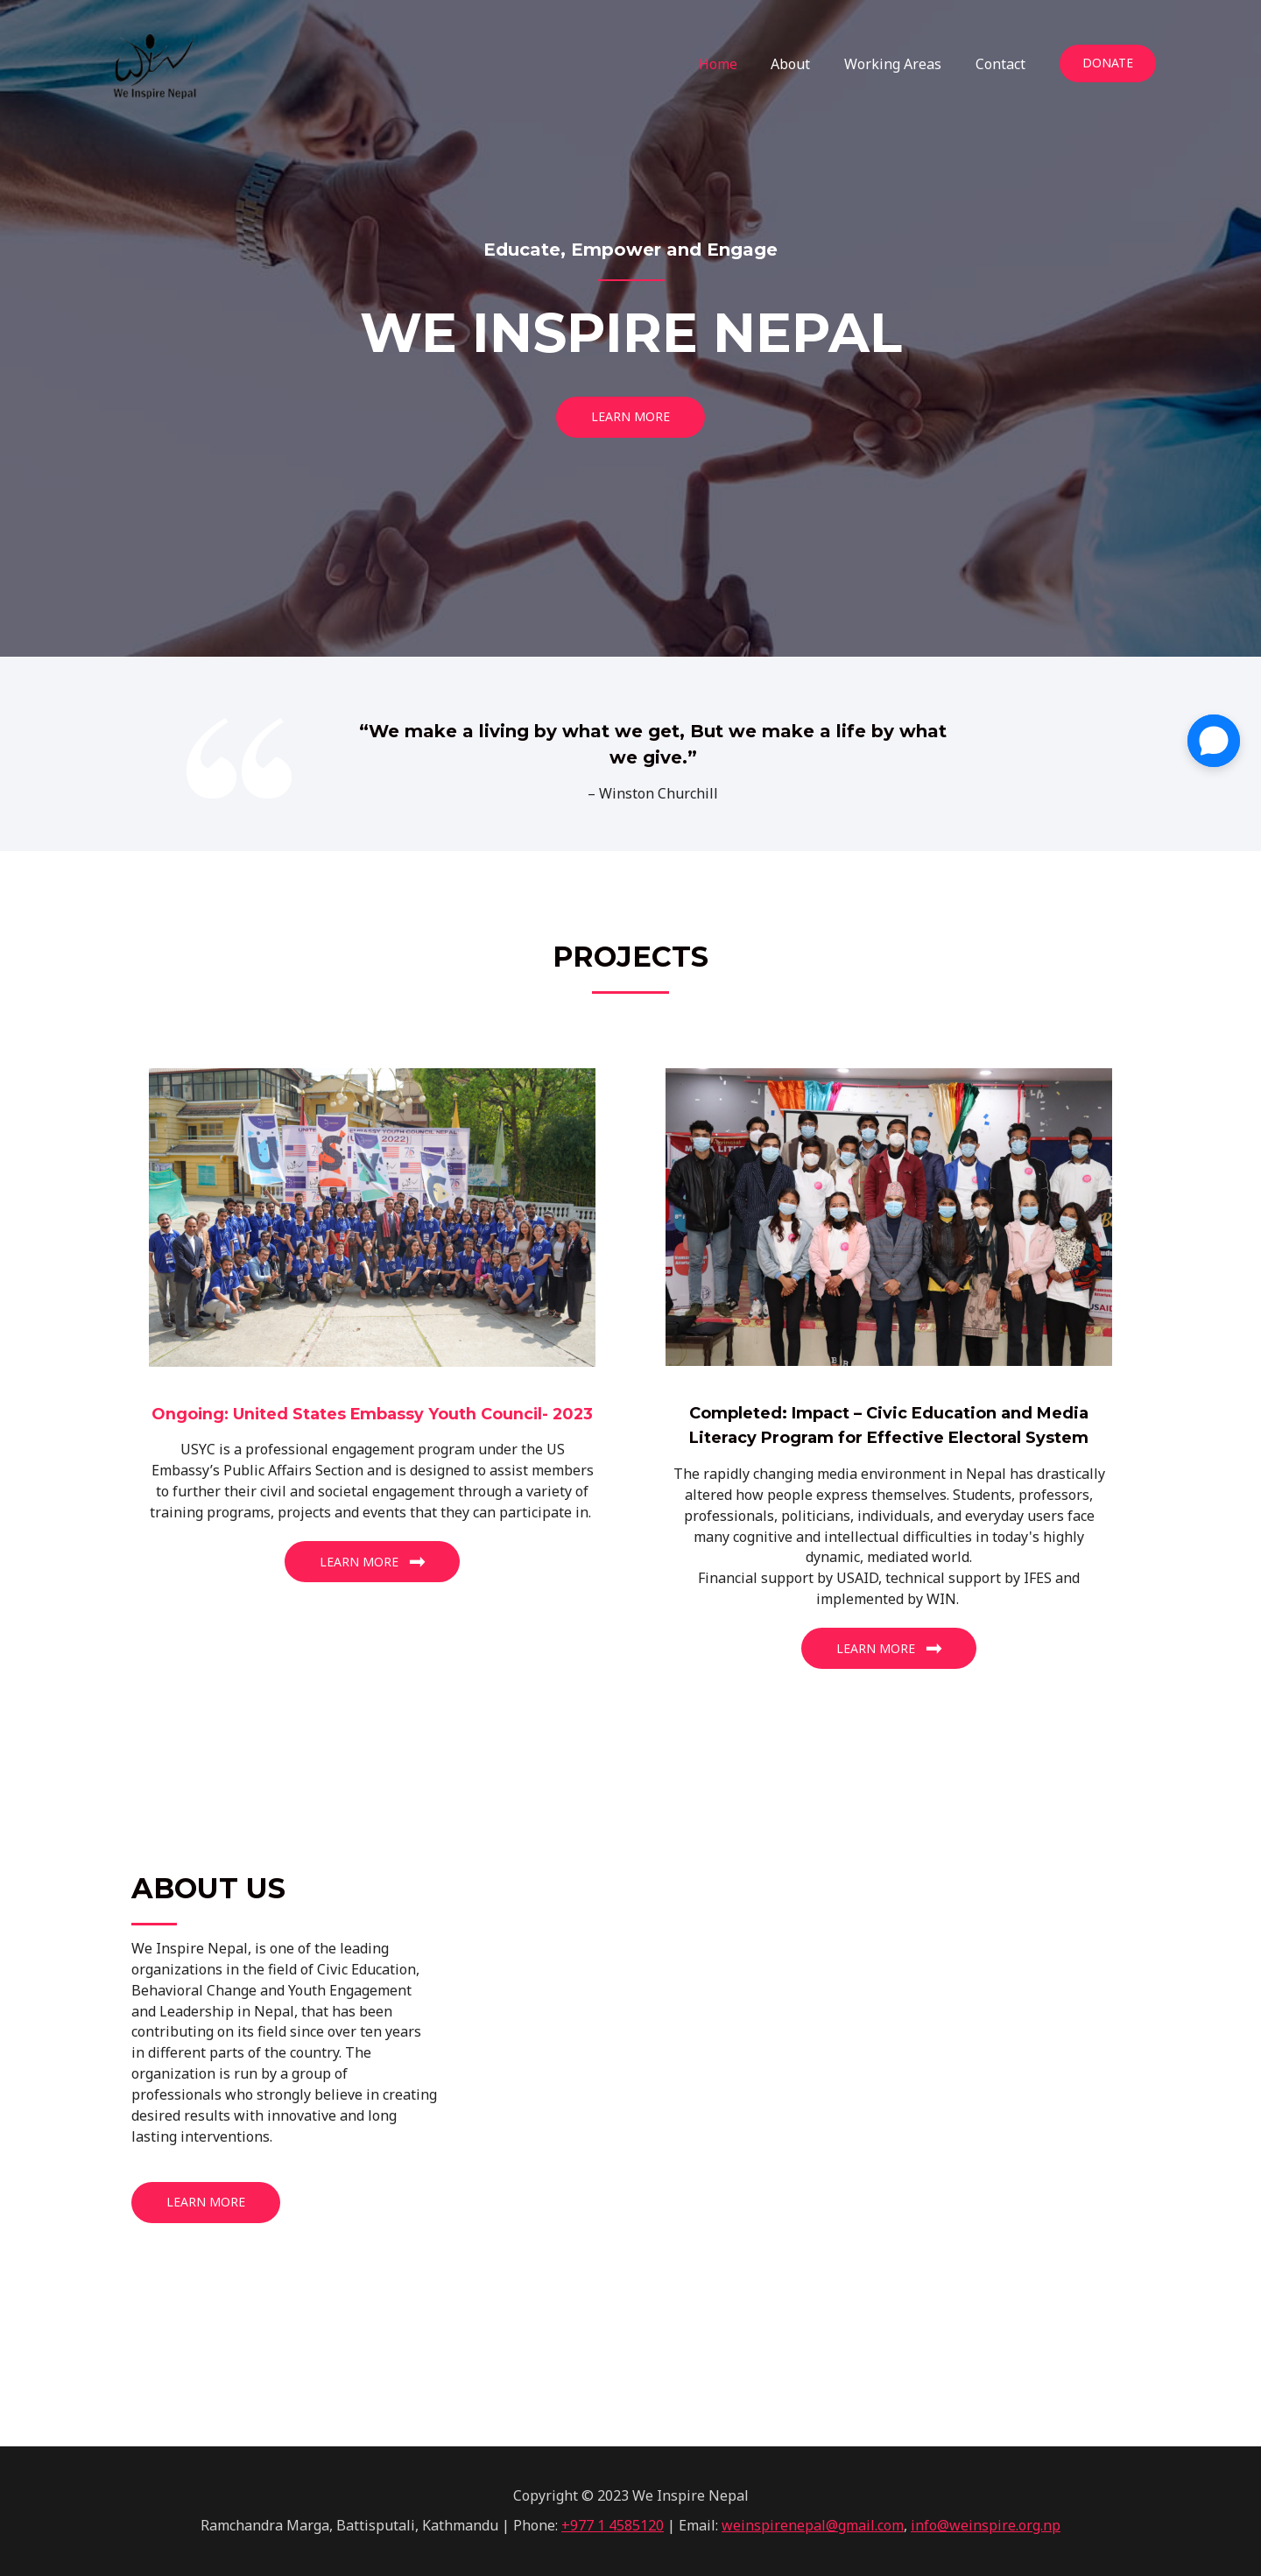 We Inspire Nepal
Home
About
Working Areas
Contact
DONATE
Educate, Empower and Engage
WE INSPIRE NEPAL
LEARN MORE
“We make a living by what we get, But we make a life by what
we give.”
– Winston Churchill
PROJECTS
Ongoing: United States Embassy Youth Council- 2023
USYC is a professional engagement program under the US
Embassy’s Public Affairs Section and is designed to assist members
to further their civil and societal engagement through a variety of
training programs, projects and events that they can participate in.
LEARN MORE
Completed: Impact – Civic Education and Media
Literacy Program for Effective Electoral System
The rapidly changing media environment in Nepal has drastically
altered how people express themselves. Students, professors,
professionals, politicians, individuals, and everyday users face
many cognitive and intellectual difficulties in today's highly
dynamic, mediated world.
Financial support by USAID, technical support by IFES and
implemented by WIN.
LEARN MORE
ABOUT US
We Inspire Nepal, is one of the leading
organizations in the field of Civic Education,
Behavioral Change and Youth Engagement
and Leadership in Nepal, that has been
contributing on its field since over ten years
in different parts of the country. The
organization is run by a group of
professionals who strongly believe in creating
desired results with innovative and long
lasting interventions.
LEARN MORE
Copyright © 2023 We Inspire Nepal
Ramchandra Marga, Battisputali, Kathmandu | Phone: +977 1 4585120 | Email: weinspirenepal@gmail.com, info@weinspire.org.np